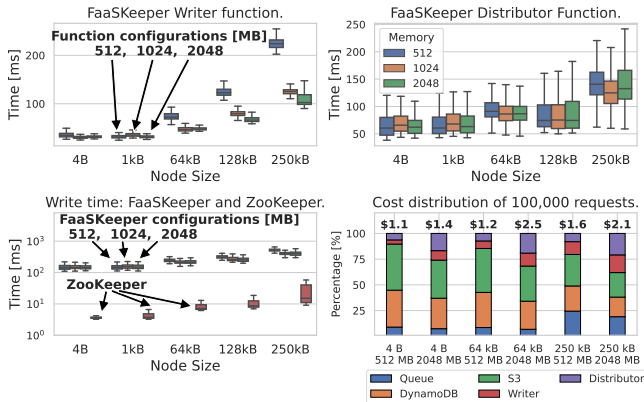 FaaSKeeper Writer function.
Function configurations [MB]
512, 1024, 2048
Time [ms]
200
100
4B 1kB 64kB 128kB 250kB
Node Size
FaaSKeeper Distributor Function.
Memory
512
1024
2048
Time [ms]
250
200
150
100
50
4B 1kB 64kB 128kB 250kB
Node Size
Write time: FaaSKeeper and ZooKeeper.
FaaSKeeper configurations [MB]
512, 1024, 2048
ZooKeeper
Time [ms]
10³
10²
10¹
10⁰
4B 1kB 64kB 128kB 250kB
Node Size
Cost distribution of 100,000 requests.
$1.1 $1.4 $1.2 $2.5 $1.6 $2.1
Percentage [%]
100
75
50
25
0
4 B 4 B 64 kB 64 kB 250 kB 250 kB
512 MB 2048 MB 512 MB 2048 MB 512 MB 2048 MB
Queue S3 Distributor
DynamoDB Writer